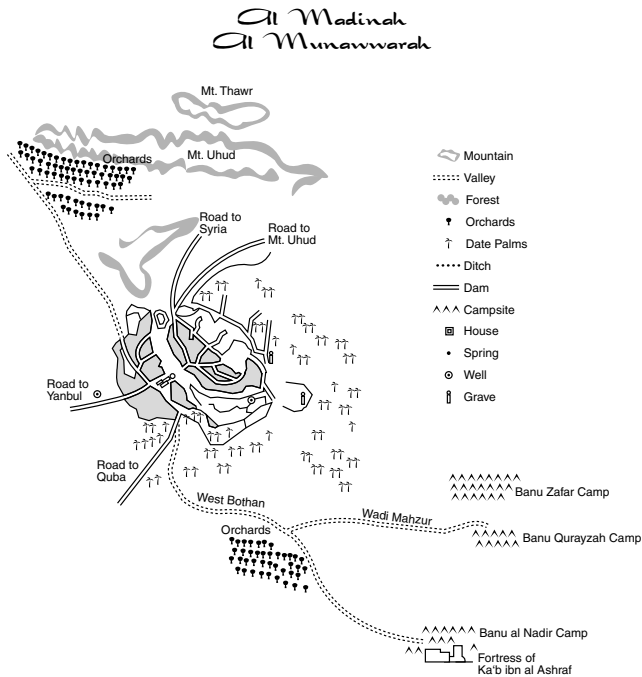 Al Madinah
Al Munawwarah
Mt. Thawr
Orchards
Mt. Uhud
Road to
Syria
Road to
Mt. Uhud
Mountain
Valley
Forest
Orchards
Date Palms
Ditch
Dam
Campsite
House
Spring
Well
Grave
Road to
Yanbul
Road to
Quba
West Bothan
Wadi Mahzur
Orchards
Banu Zafar Camp
Banu Qurayzah Camp
Banu al Nadir Camp
Fortress of
Ka'b ibn al Ashraf